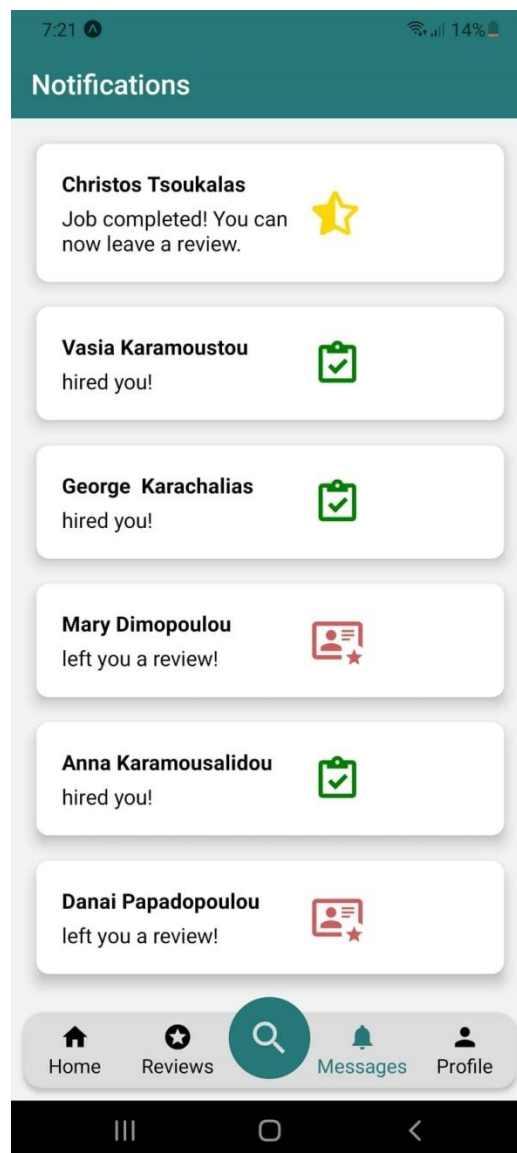 7:21 14%
Notifications
Christos Tsoukalas
Job completed! You can
now leave a review.
Vasia Karamoustou
hired you!
George  Karachalias
hired you!
Mary Dimopoulou
left you a review!
Anna Karamousalidou
hired you!
Danai Papadopoulou
left you a review!
Home Reviews Messages Profile